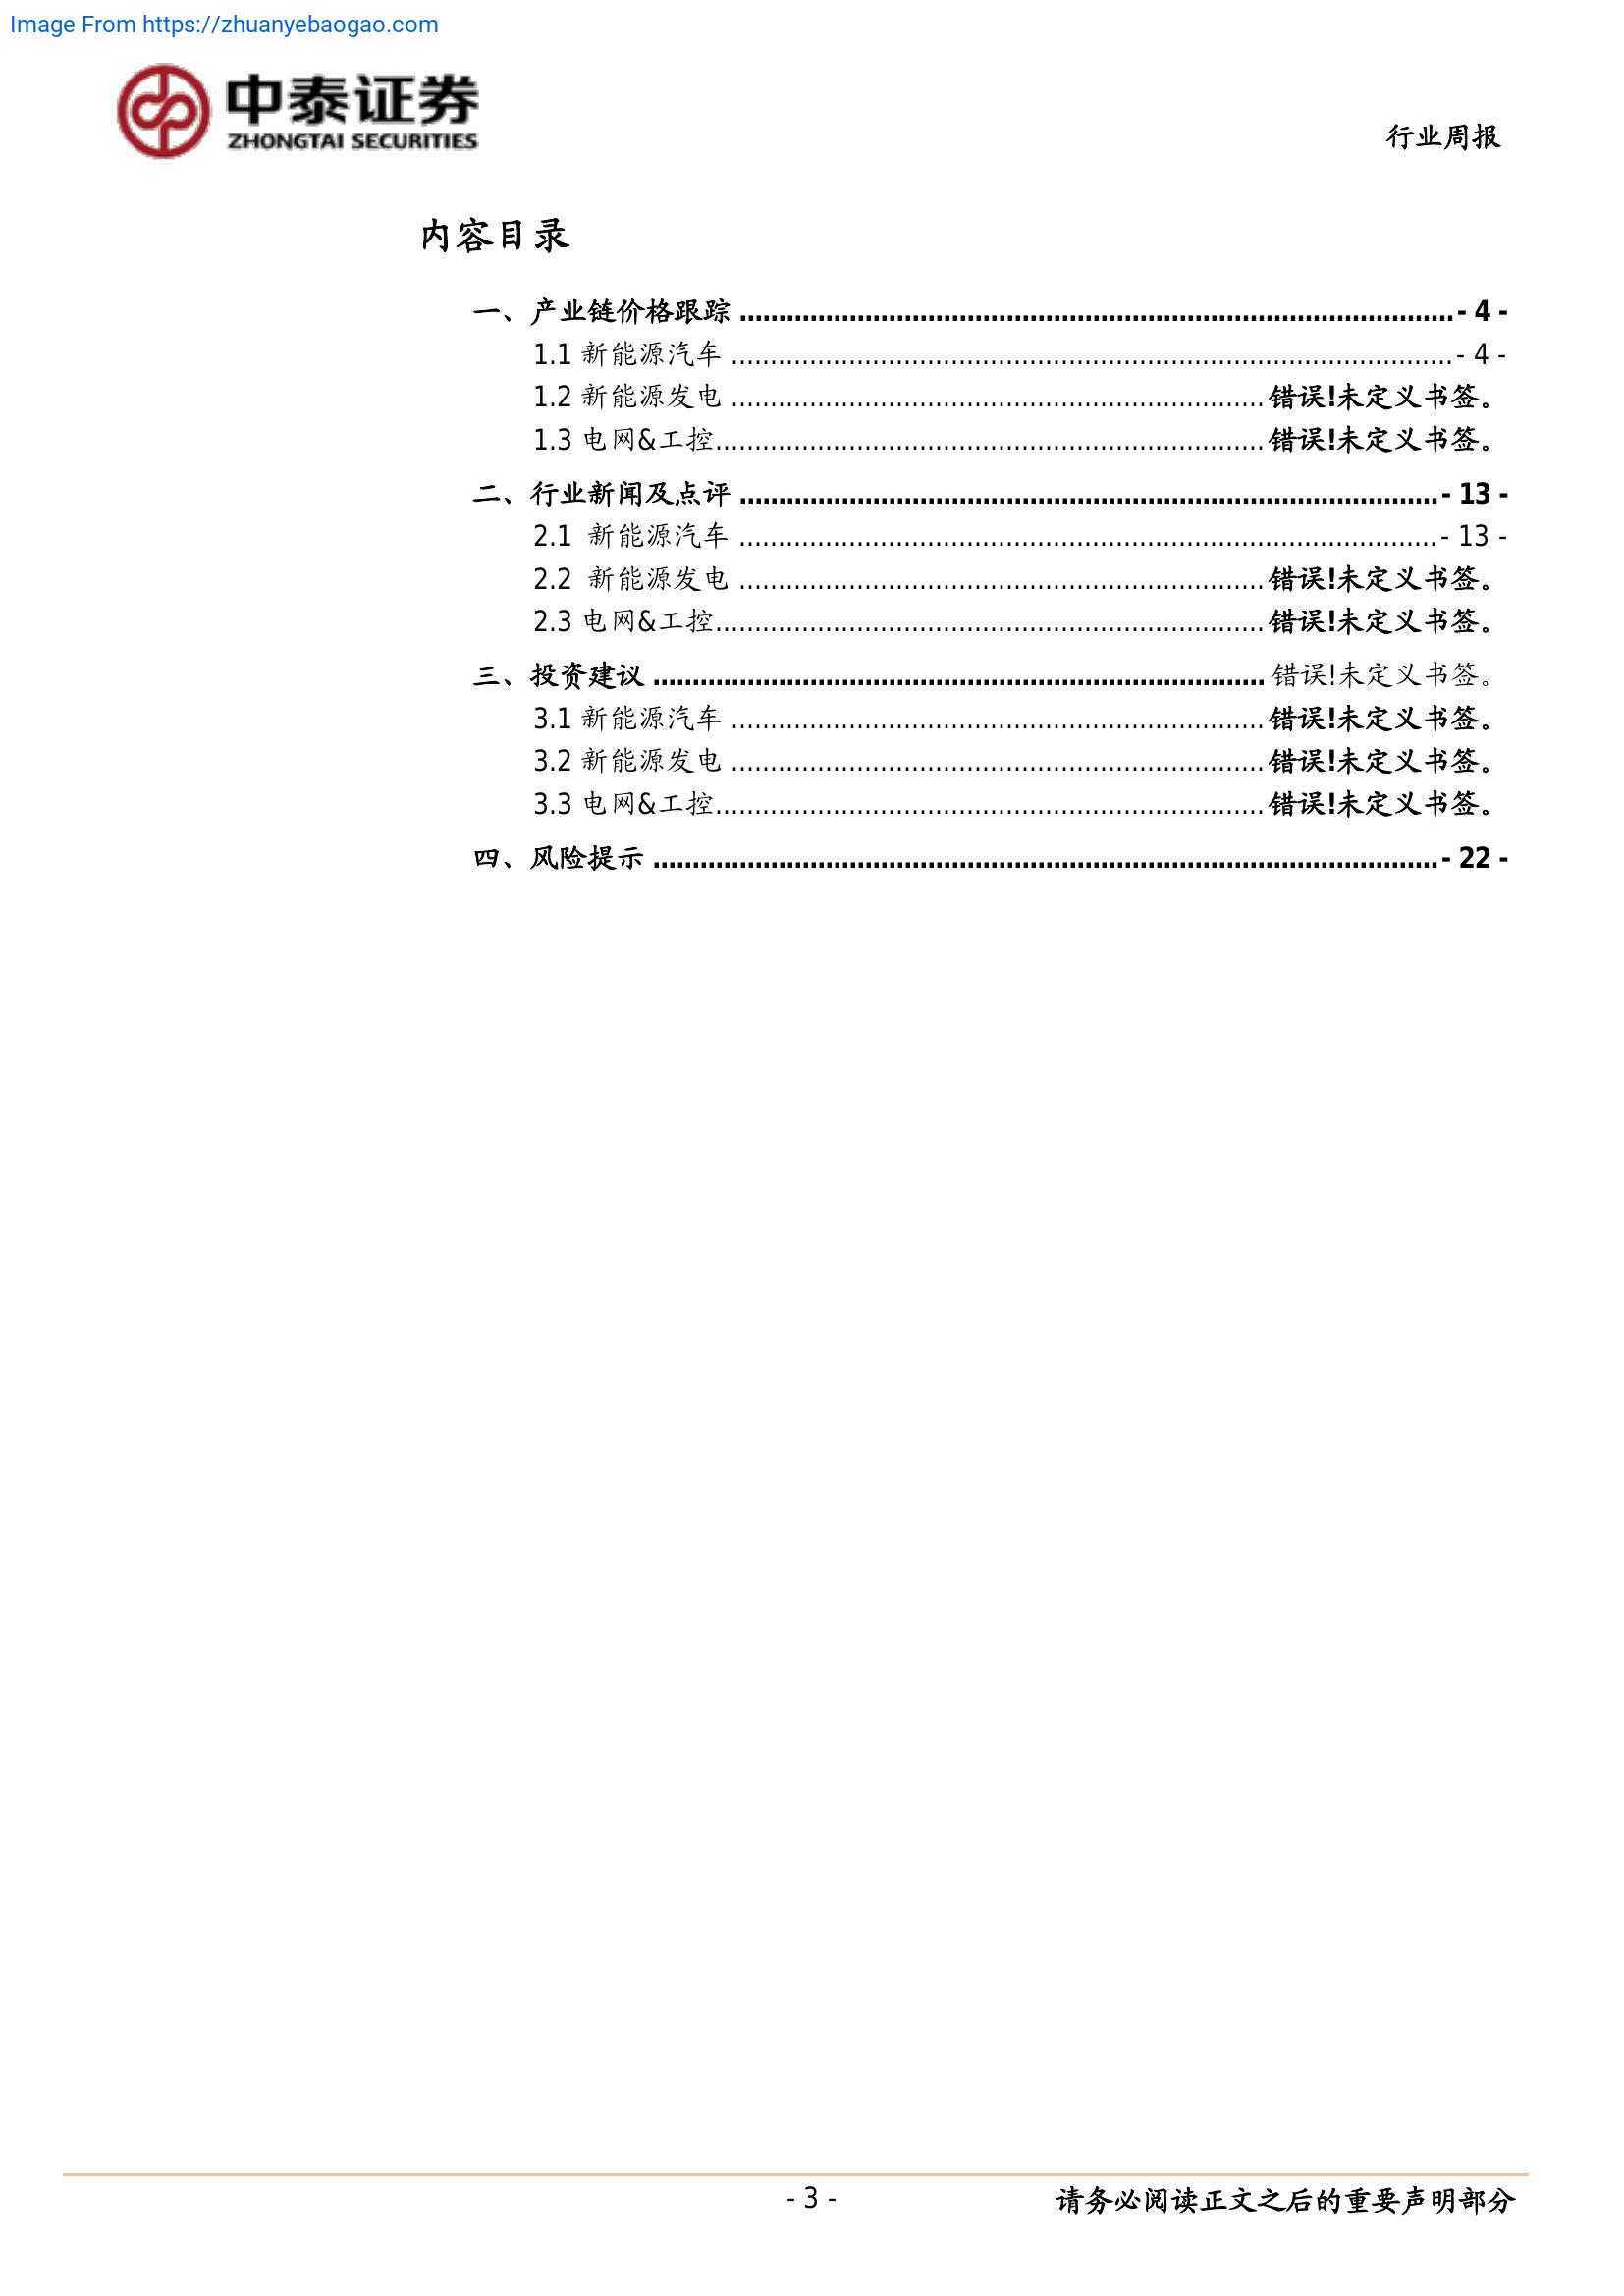 Image From https://zhuanyebaogao.com
中泰证券
ZHONGTAI SECURITIES
行业周报
内容目录
一、产业链价格跟踪 ........................................................................................... - 4 -
1.1 新能源汽车 ............................................................................................ - 4 -
1.2 新能源发电 .................................................................... 错误!未定义书签。
1.3 电网&工控...................................................................... 错误!未定义书签。
二、行业新闻及点评 ......................................................................................... - 13 -
2.1 新能源汽车 ......................................................................................... - 13 -
2.2 新能源发电 ................................................................... 错误!未定义书签。
2.3 电网&工控...................................................................... 错误!未定义书签。
三、投资建议 .............................................................................. 错误!未定义书签。
3.1 新能源汽车 .................................................................... 错误!未定义书签。
3.2 新能源发电 .................................................................... 错误!未定义书签。
3.3 电网&工控...................................................................... 错误!未定义书签。
四、风险提示 .................................................................................................... - 22 -
- 3 -
请务必阅读正文之后的重要声明部分